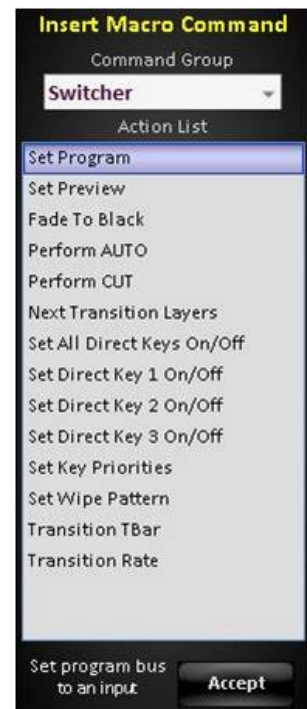 Insert Macro Command
Command Group
Switcher
Action List
Set Program
Set Preview
Fade To Black
Perform AUTO
Perform CUT
Next Transition Layers
Set All Direct Keys On/Off
Set Direct Key 1 On/Off
Set Direct Key 2 On/Off
Set Direct Key 3 On/Off
Set Key Priorities
Set Wipe Pattern
Transition TBar
Transition Rate
Set program bus
to an input
Accept